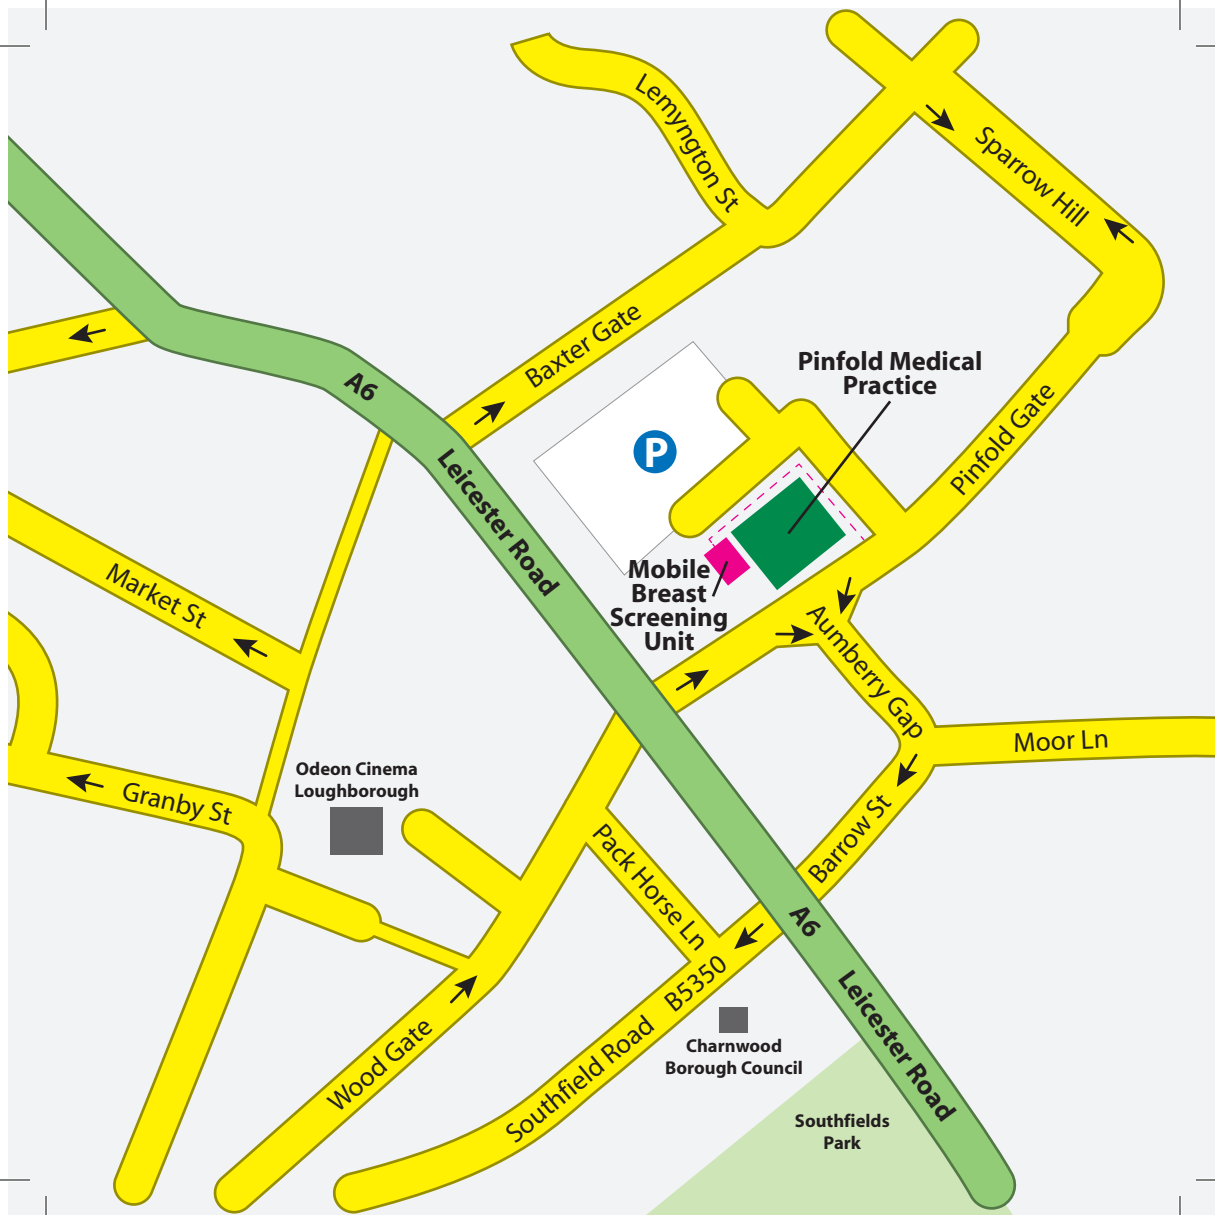 Lemyngton St
Sparrow Hill
Baxter Gate
Pinfold Medical
Practice
A6
Pinfold Gate
P
Leicester Road
Mobile
Breast
Screening
Unit
Market St
Aumberry Gap
Moor Ln
Odeon Cinema
Loughborough
Granby St
Barrow St
Pack Horse Ln
A6
B5350
Leicester Road
Wood Gate
Southfield Road
Charnwood
Borough Council
Southfields
Park